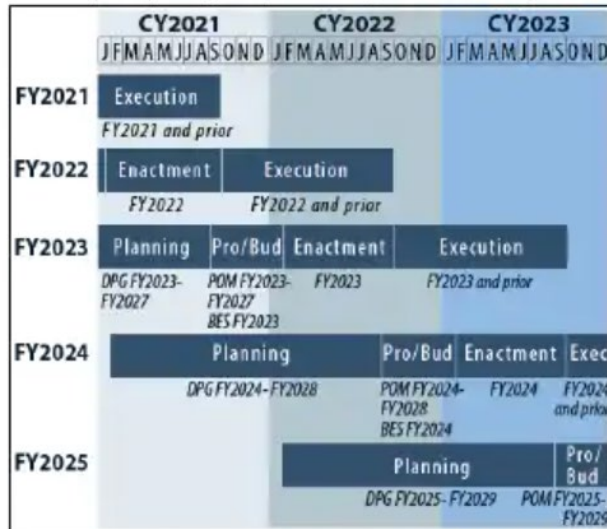 CY2021 CY2022 CY2023
JFMAMJJASOND JFMAMJJASOND JFMAMJJASOND
FY2021 Execution
FY2021 and prior
FY2022 Enactment Execution
FY2022 FY2022 and prior
FY2023 Planning Pro/Bud Enactment Execution
DPG FY2023- POM FY2023- FY2023 FY2023 and prior
FY2027 FY2027
BES FY2023
FY2024 Planning Pro/Bud Enactment Exec
DPG FY2024-FY2028 POM FY2024- FY2024 FY2024
FY2028 and prior
BES FY2024
FY2025 Planning Pro/
Bud
DPG FY2025-FY2029 POM FY2025-
FY2029